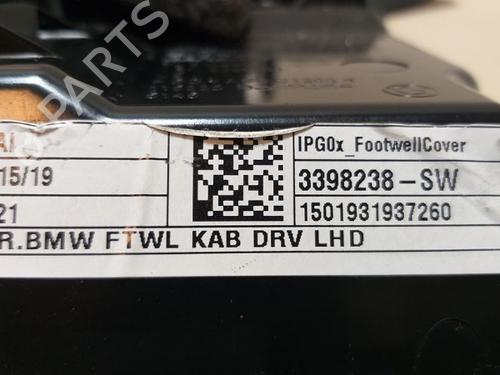 IPG0x_FootwellCover
15/19
3398238-SW
21
1501931937260
R.BMW FTWL KAB DRV LHD
B-PARTS